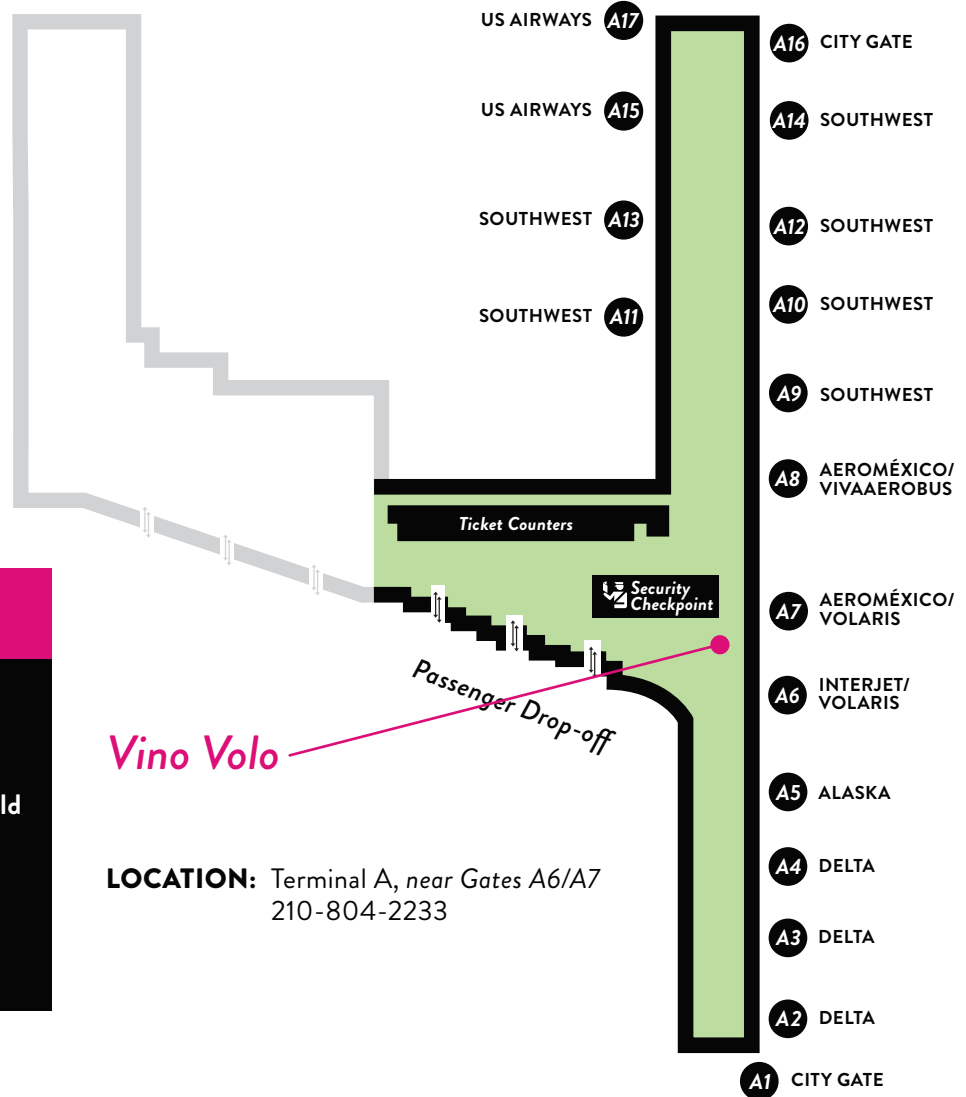 US AIRWAYS A17
A16 CITY GATE
US AIRWAYS A15
A14 SOUTHWEST
SOUTHWEST A13
A12 SOUTHWEST
A10 SOUTHWEST
SOUTHWEST A11
A9 SOUTHWEST
A8 AEROMÉXICO/
VIVAAEROBUS
Ticket Counters
Security
Checkpoint
A7 AEROMÉXICO/
VOLARIS
A6 INTERJET/
VOLARIS
Passenger Drop-off
Vino Volo
A5 ALASKA
ld
A4 DELTA
LOCATION: Terminal A, near Gates A6/A7
210-804-2233
A3 DELTA
A2 DELTA
A1 CITY GATE